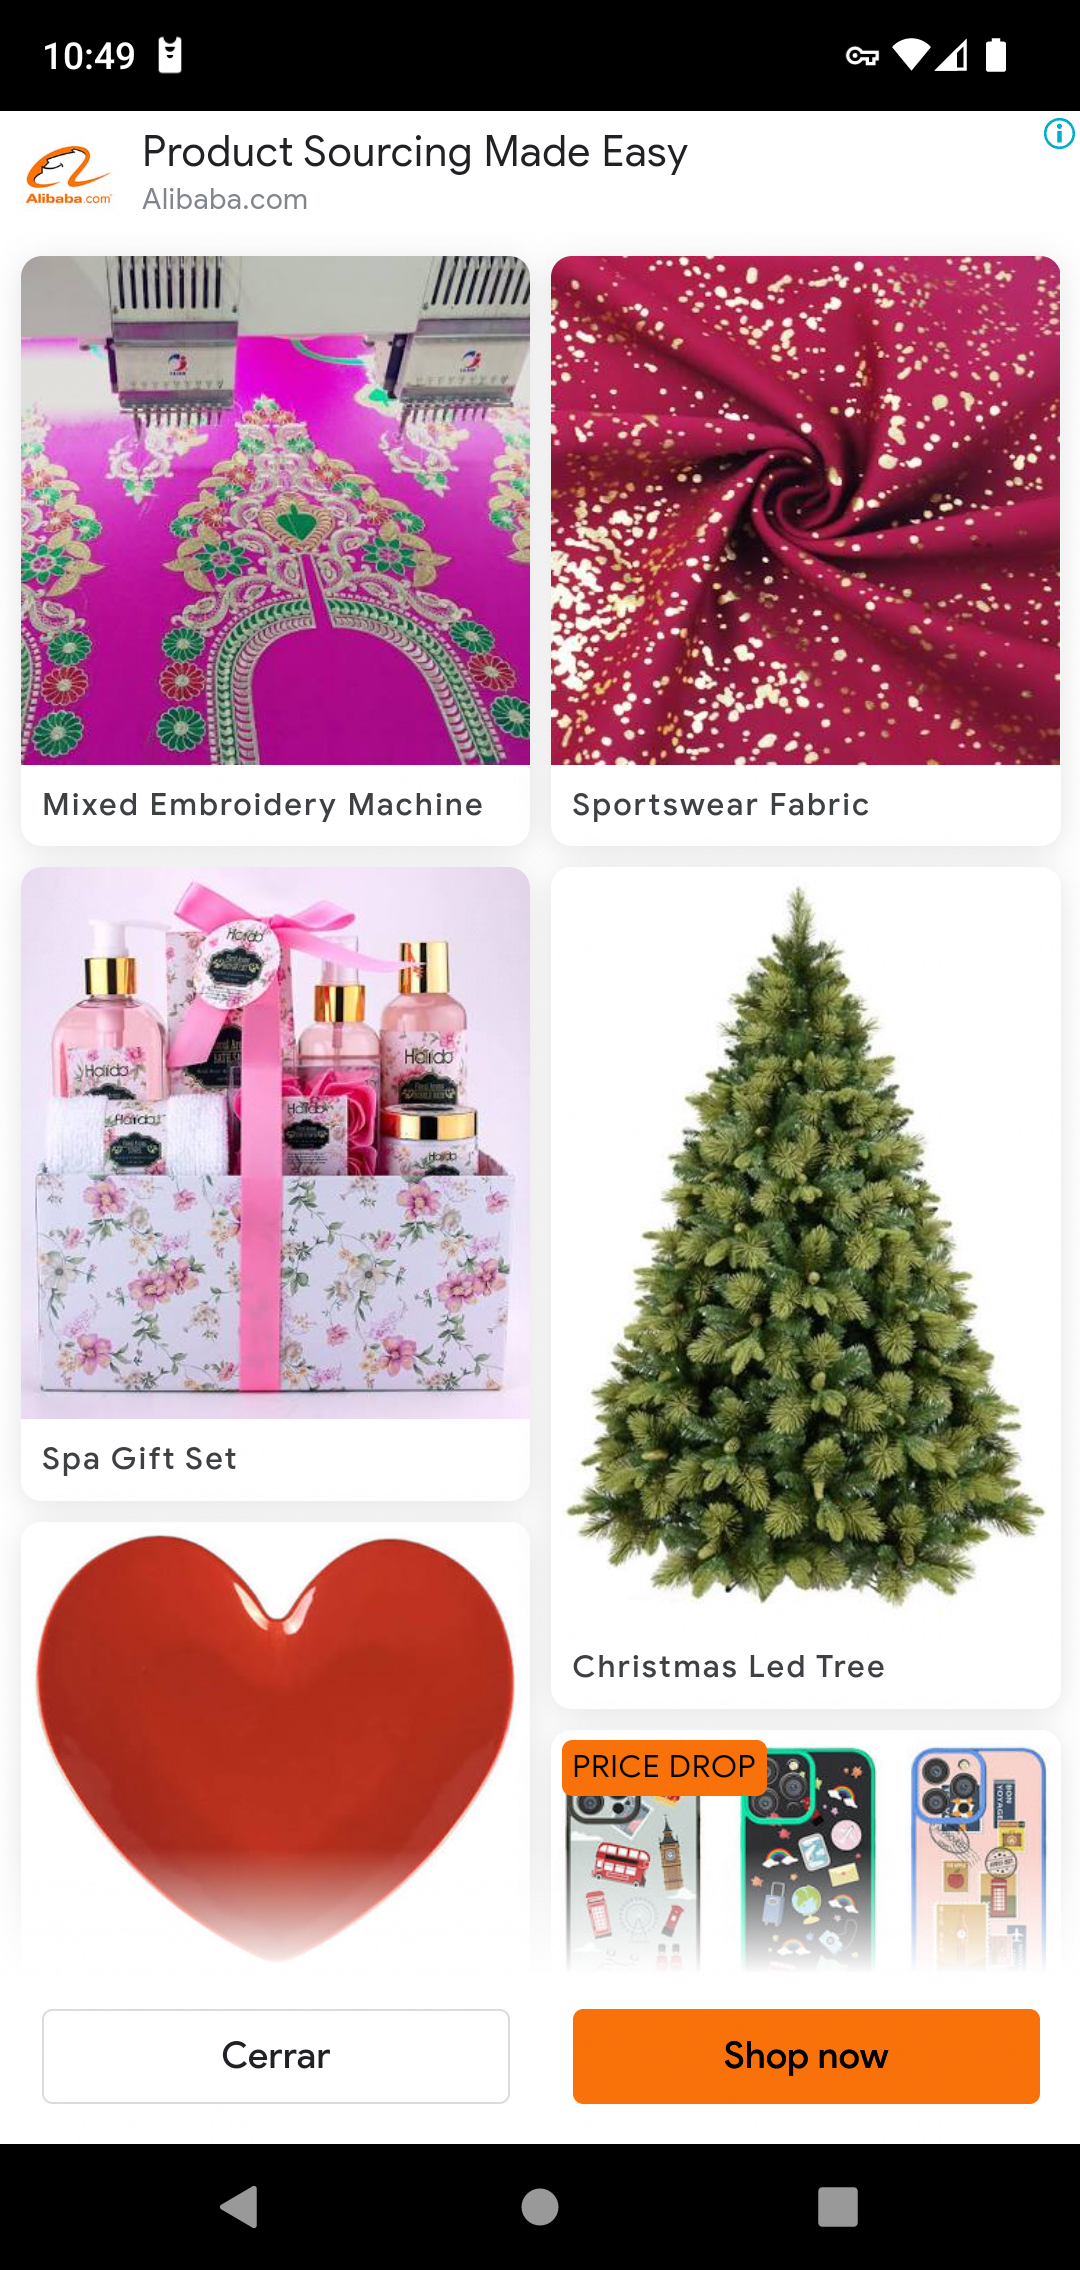 10:49
Product Sourcing Made Easy
Alibaba.com
Alibaba.com
Mixed Embroidery Machine
Sportswear Fabric
Spa Gift Set
Christmas Led Tree
PRICE DROP
Cerrar
Shop now